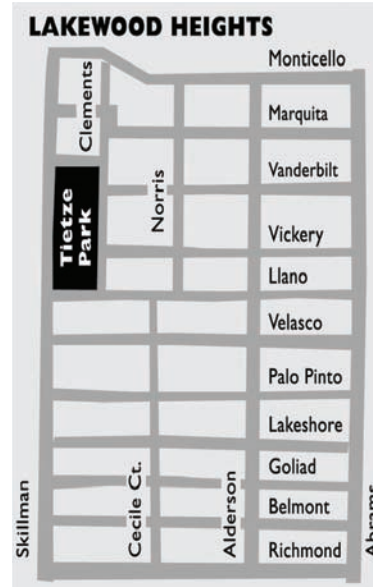 LAKEWOOD HEIGHTS
Monticello
Clements
Marquita
Vanderbilt
Tietze
Park
Norris
Vickery
Llano
Velasco
Palo Pinto
Lakeshore
Goliad
Belmont
Richmond
Skillman
Cecile Ct.
Alderson
Abrams